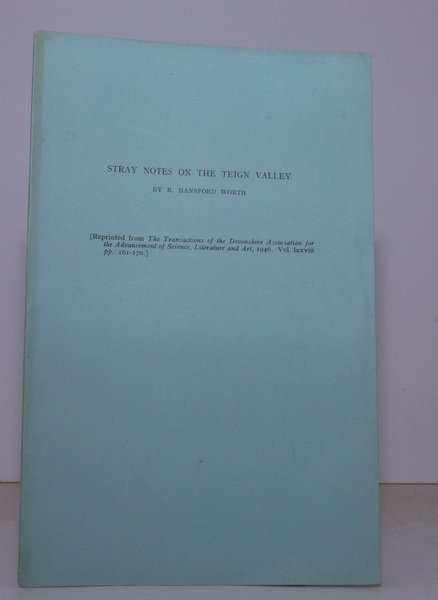 STRAY NOTES ON THE TEIGN VALLEY
BY R. HANSFORD WORTH
[Reprinted from The Transactions of the Devonshire Association for
the Advancement of Science, Literature and Art, 1946. Vol. lxxviii
pp. 161-170.]